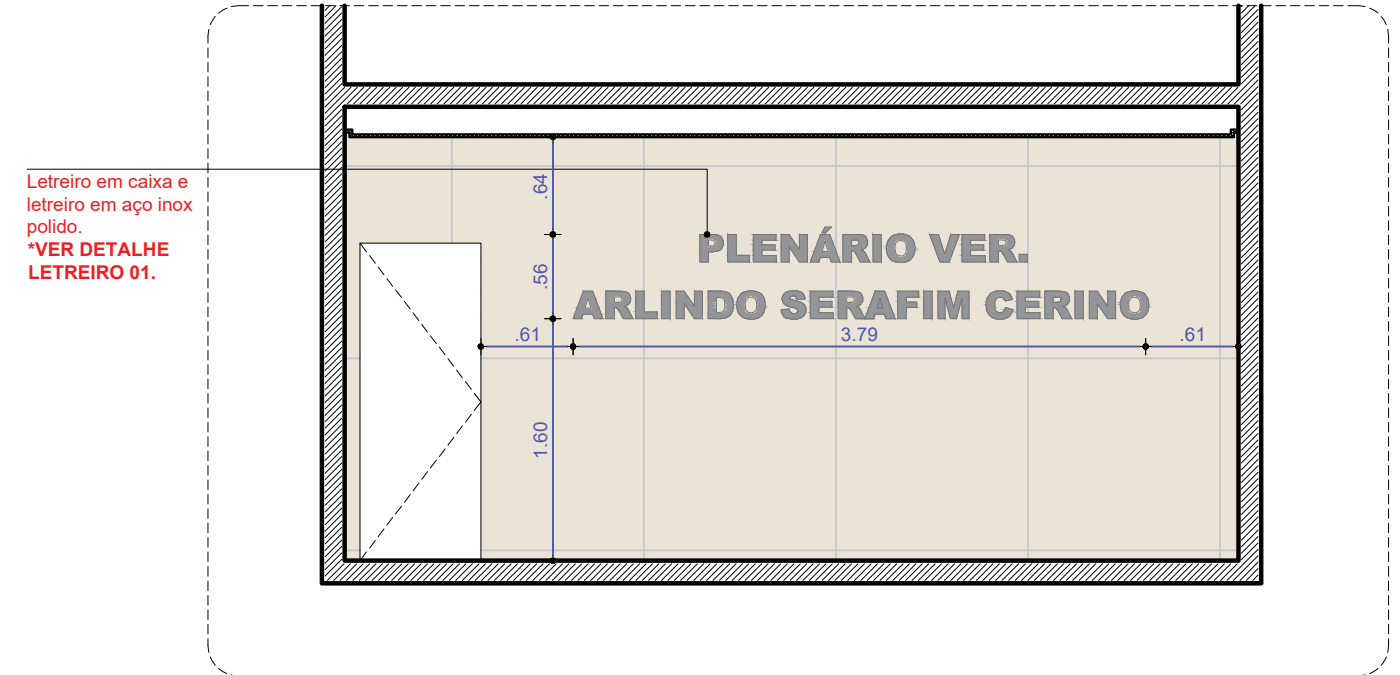 Letreiro em caixa e
letreiro em aço inox
polido.
*VER DETALHE
LETREIRO 01.
.64
PLENÁRIO VER.
.56
ARLINDO SERAFIM CERINO
.61
3.79
.61
1.60